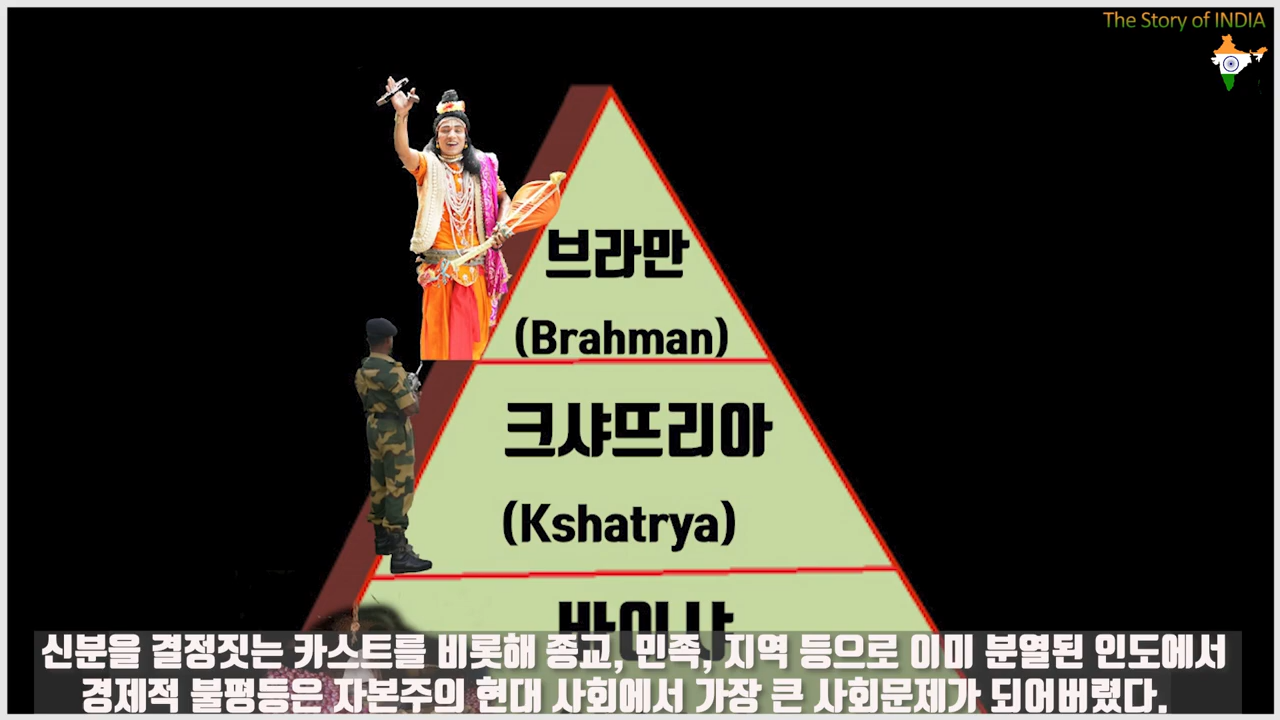 The Story of INDIA
브라만
(Brahman)
크샤뜨리아
(Kshatrya)
바이샤
신분을 결정짓는 카스트를 비롯해 종교, 민족, 지역 등으로 이미 분열된 인도에서
경제적 불평등은 자본주의 현대 사회에서 가장 큰 사회문제가 되어버렸다.